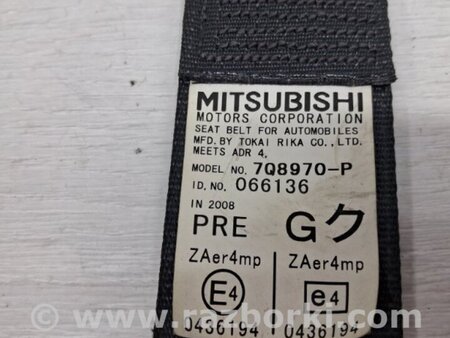 MITSUBISHI
MOTORS CORPORATION
SEAT BELT FOR AUTOMOBILES
MFD. BY TOKAI RIKA CO., LTD.
MEETS ADR 4.
MODEL NO. 7Q8970-P
ID. NO. 066136
IN 2008
PRE Gク
ZAer4mp ZAer4mp
E4 e4
0436194 0436194
© www.razborki.com ©